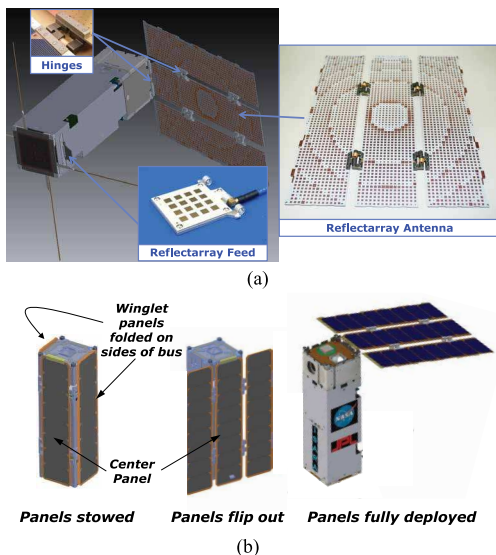 (a)
Hinges
Reflectarray Feed
Reflectarray Antenna
Winglet
panels
folded on
sides of bus
Center
Panel
NASA
Panels stowed
Panels flip out
Panels fully deployed
(b)